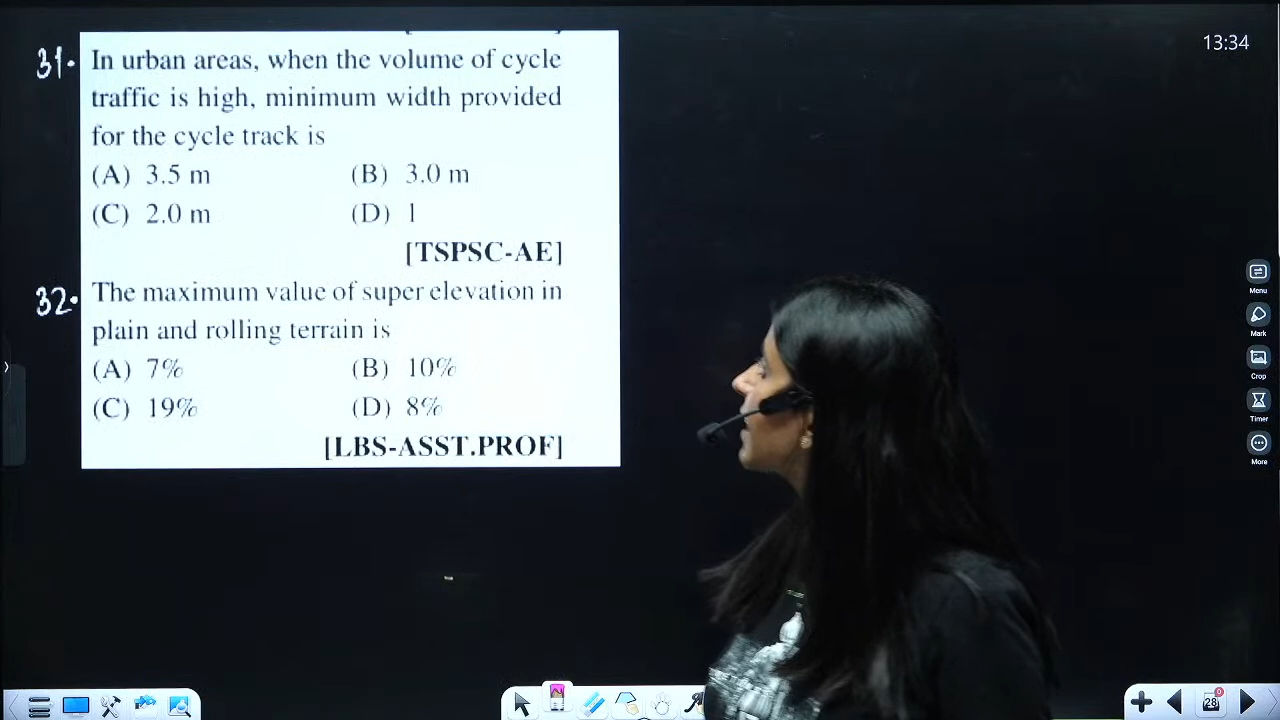 13:34
31. In urban areas, when the volume of cycle
traffic is high, minimum width provided
for the cycle track is
(A) 3.5 m (B) 3.0 m
(C) 2.0 m (D) 1
[TSPSC-AE]
32. The maximum value of super elevation in
plain and rolling terrain is
(A) 7% (B) 10%
(C) 19% (D) 8%
[LBS-ASST.PROF]
Menu
Mark
Crop
Timer
More
28